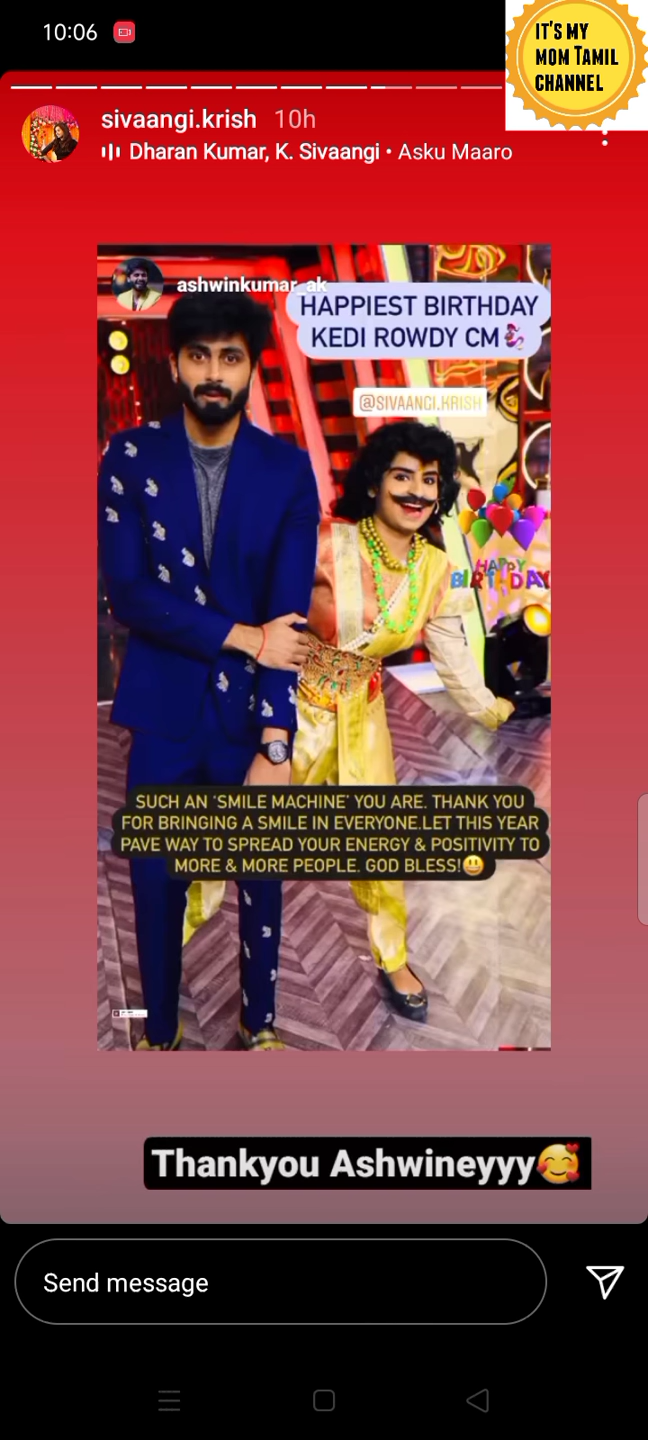 10:06
IT'S MY
MOM TAMIL
CHANNEL
sivaangi.krish 10h
Dharan Kumar, K. Sivaangi • Asku Maaro
ashwinkumar_ak
HAPPIEST BIRTHDAY
KEDI ROWDY CM🧞‍♂️
@SIVAANGI.KRISH
HAPPY
BIRTHDAY
SUCH AN 'SMILE MACHINE' YOU ARE. THANK YOU
FOR BRINGING A SMILE IN EVERYONE.LET THIS YEAR
PAVE WAY TO SPREAD YOUR ENERGY & POSITIVITY TO
MORE & MORE PEOPLE. GOD BLESS!😃
Thankyou Ashwineyyy🥰
Send message